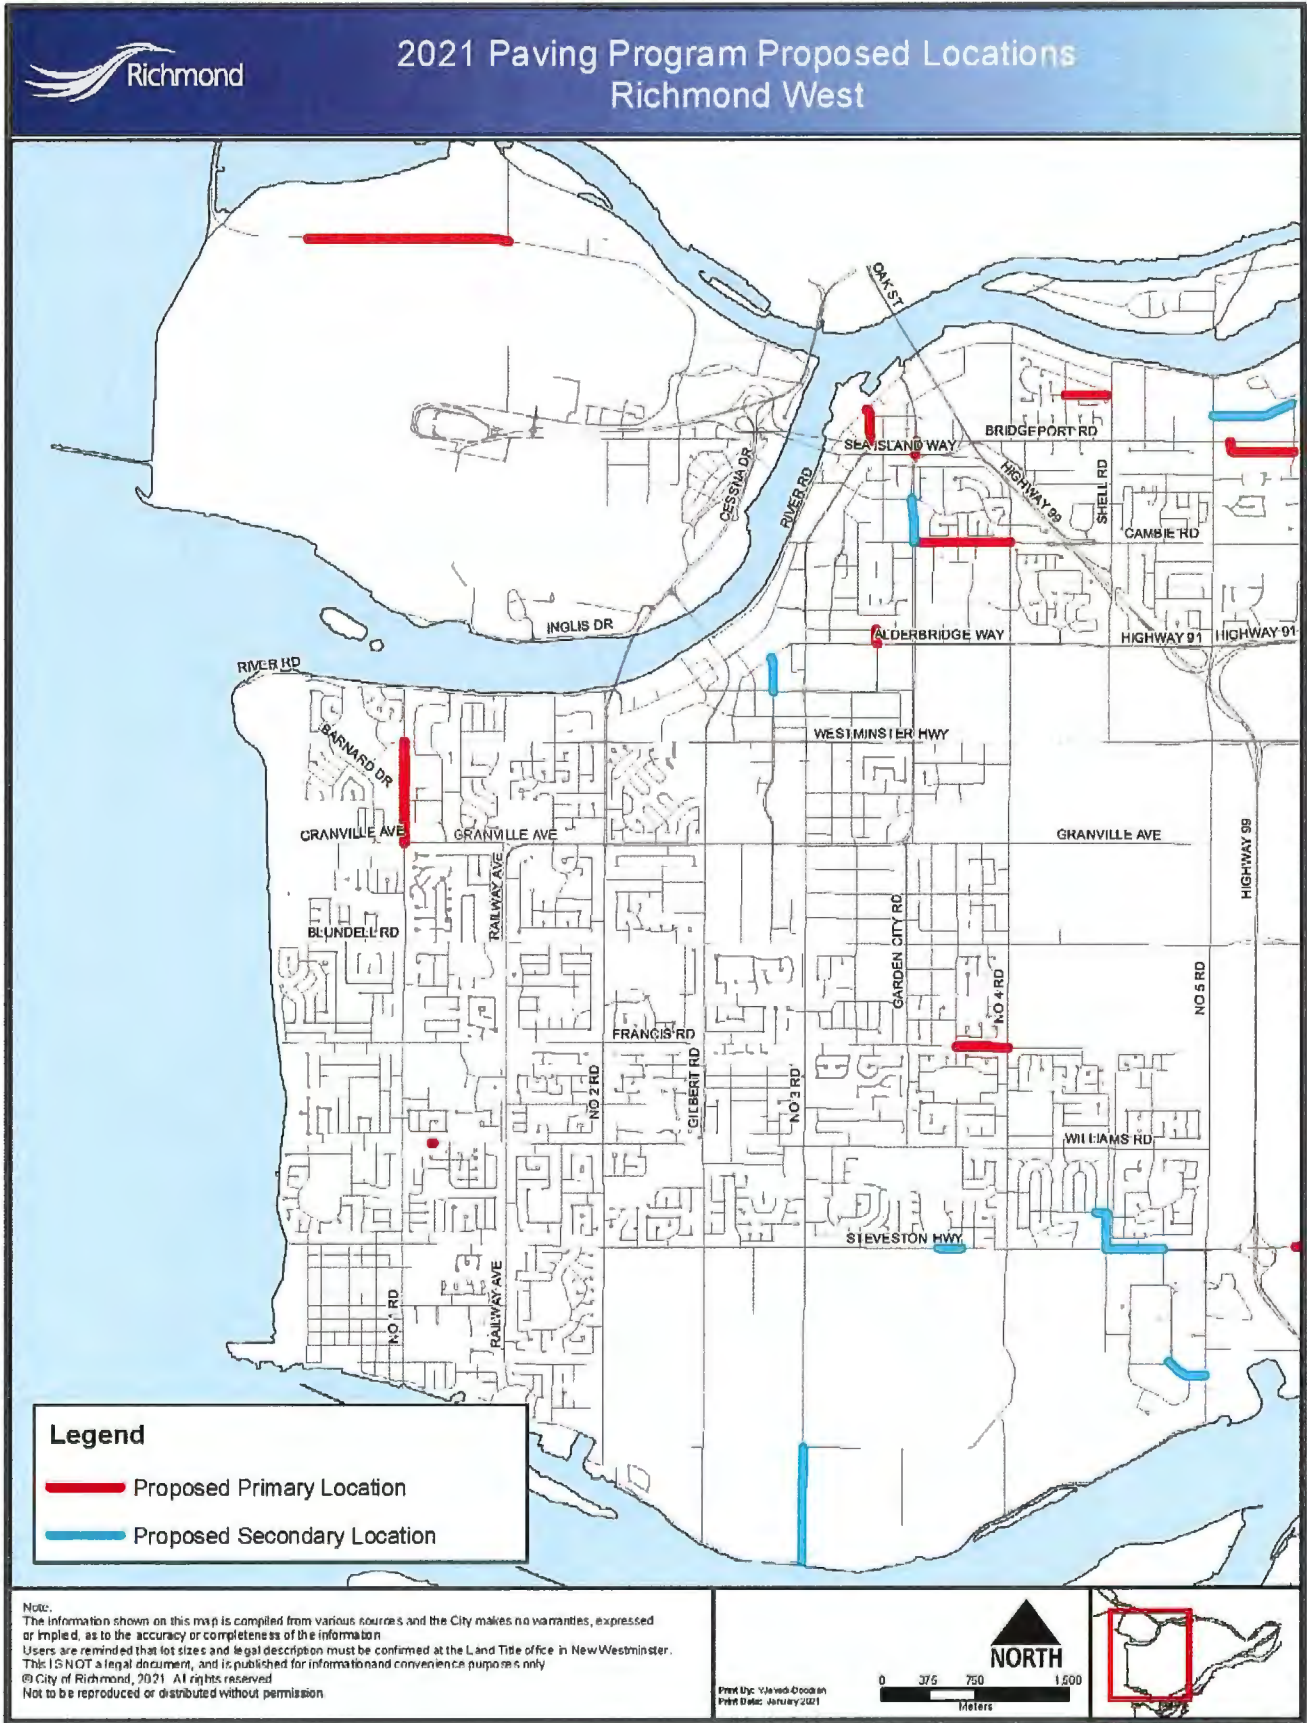 Richmond
2021 Paving Program Proposed Locations
Richmond West
OAK ST
BRIDGEPORT RD
SEA ISLAND WAY
HIGHWAY 99
SHELL RD
CESSNA DR
RIVER RD
CAMBIE RD
INGLIS DR
ALDERBRIDGE WAY
HIGHWAY 91
HIGHWAY 91
RIVER RD
BARNARD DR
WESTMINSTER HWY
GRANVILLE AVE
GRANVILLE AVE
GRANVILLE AVE
HIGHWAY 99
RAILWAY AVE
BLUNDELL RD
GARDEN CITY RD
NO 4 RD
NO 5 RD
FRANCIS RD
NO 2 RD
GILBERT RD
NO 3 RD
WILLIAMS RD
STEVESTON HWY
NO 1 RD
RAILWAY AVE
Legend
Proposed Primary Location
Proposed Secondary Location
Note:
The information shown on this map is compiled from various sources and the City makes no warranties, expressed
or implied, as to the accuracy or completeness of the information
Users are reminded that lot sizes and legal description must be confirmed at the Land Title office in New Westminster.
This IS NOT a legal document, and is published for information and convenience purposes only
© City of Richmond, 2021 All rights reserved
Not to be reproduced or distributed without permission
Print By:
Print Date: January 2021
NORTH
0 375 750 1,500
Meters